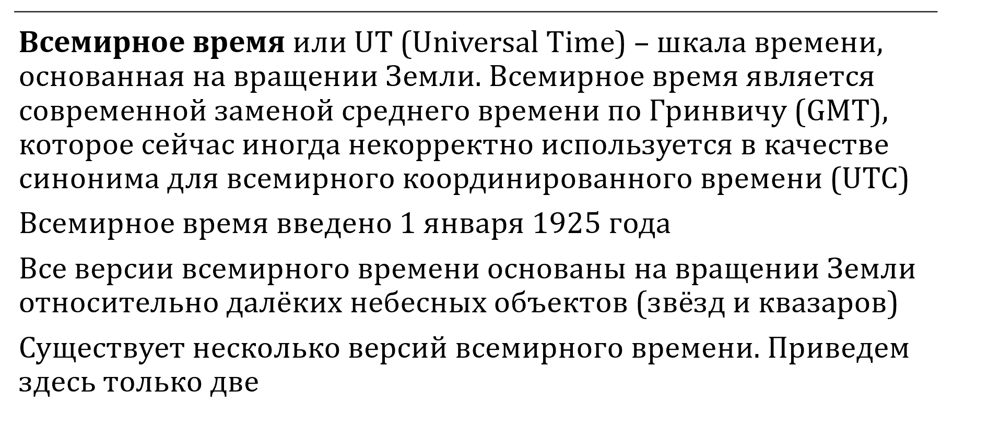 Всемирное время или UT (Universal Time) – шкала времени,
основанная на вращении Земли. Всемирное время является
современной заменой среднего времени по Гринвичу (GMT),
которое сейчас иногда некорректно используется в качестве
синонима для всемирного координированного времени (UTC)
Всемирное время введено 1 января 1925 года
Все версии всемирного времени основаны на вращении Земли
относительно далёких небесных объектов (звёзд и квазаров)
Существует несколько версий всемирного времени. Приведем
здесь только две